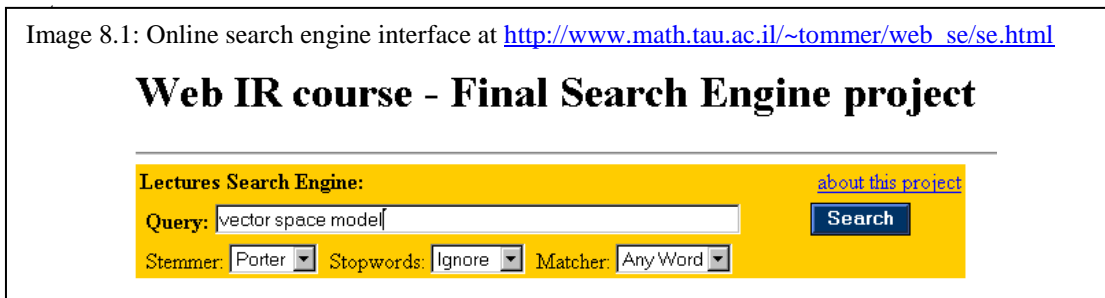 Image 8.1: Online search engine interface at http://www.math.tau.ac.il/~tommer/web_se/se.html
Web IR course - Final Search Engine project
Lectures Search Engine: about this project
Query: vector space model Search
Stemmer: Porter Stopwords: Ignore Matcher: Any Word